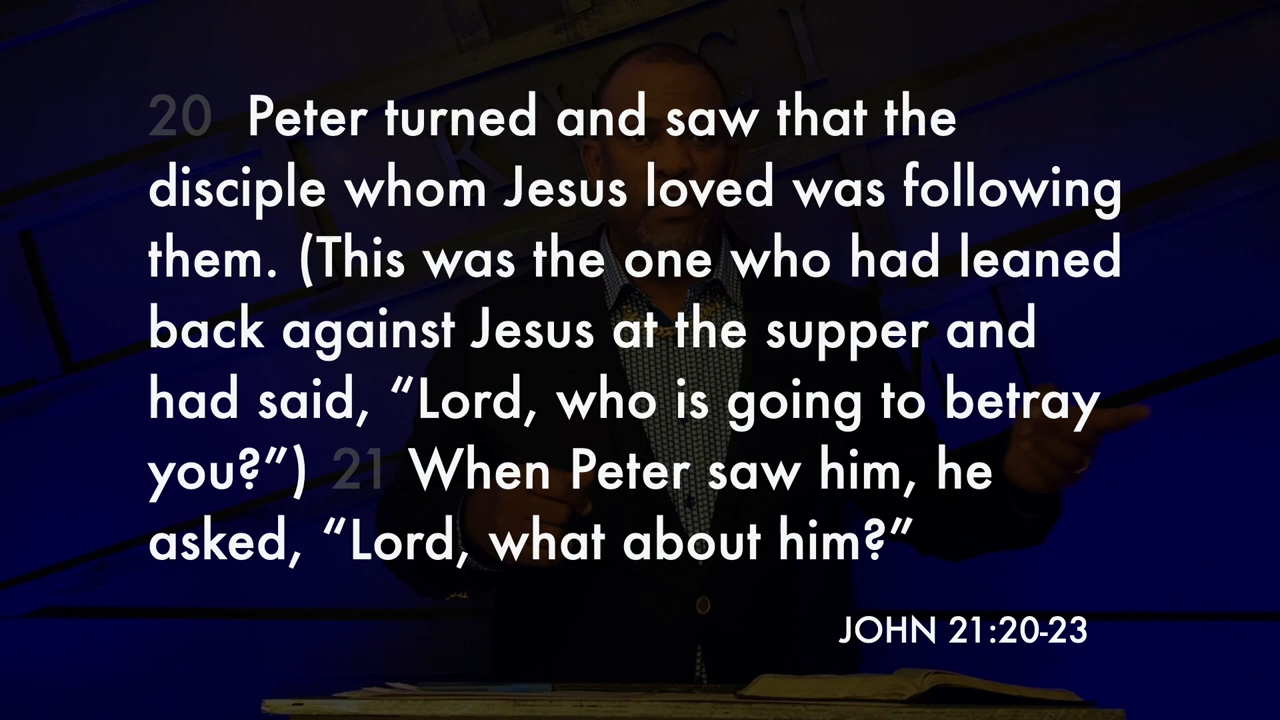 20 Peter turned and saw that the
disciple whom Jesus loved was following
them. (This was the one who had leaned
back against Jesus at the supper and
had said, “Lord, who is going to betray
you?”) 21 When Peter saw him, he
asked, “Lord, what about him?”
JOHN 21:20-23